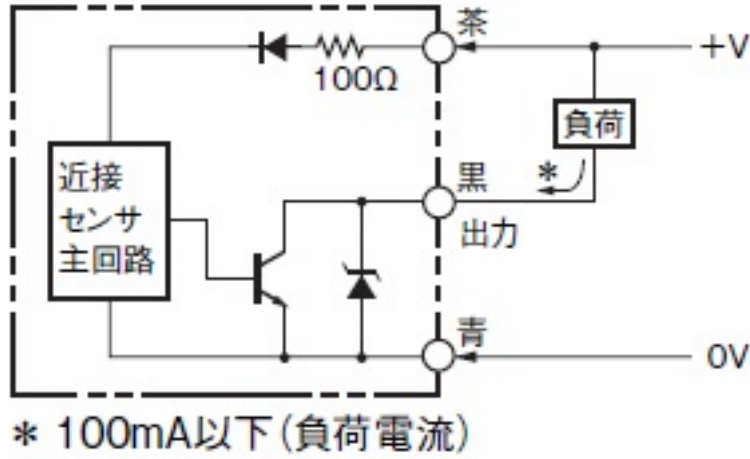 茶
+V
100Ω
負荷
近接
センサ
主回路
*
黒
出力
青
0V
* 100mA以下(負荷電流)